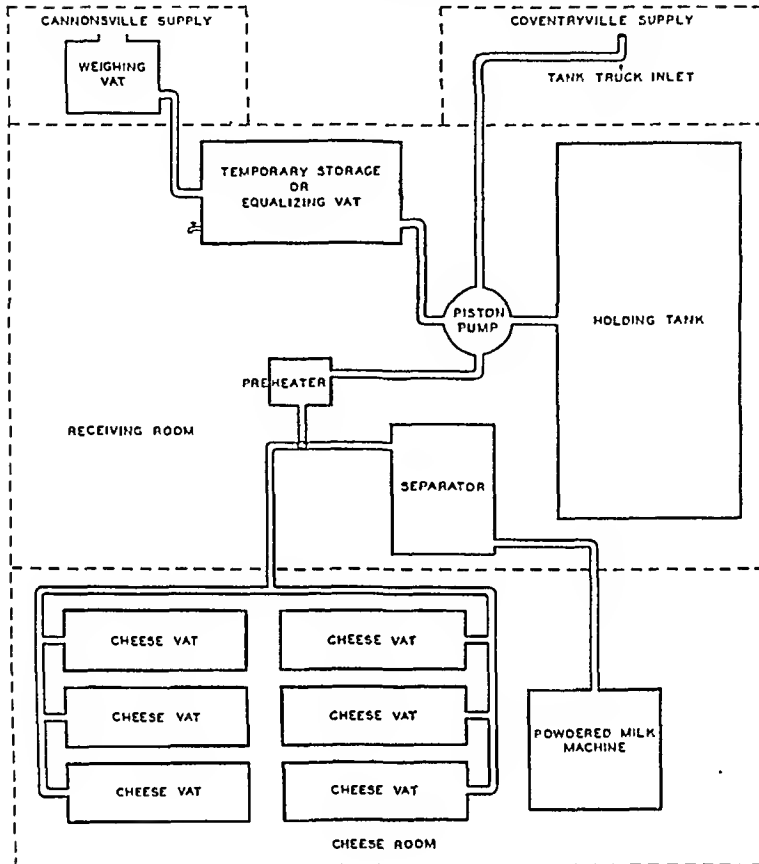 CANNONSVILLE SUPPLY
WEIGHING
VAT
COVENTRYVILLE SUPPLY
TANK TRUCK INLET
TEMPORARY STORAGE
OR
EQUALIZING VAT
PISTON
PUMP
HOLDING TANK
PREHEATER
RECEIVING ROOM
SEPARATOR
CHEESE VAT
CHEESE VAT
CHEESE VAT
CHEESE VAT
POWDERED MILK
MACHINE
CHEESE VAT
CHEESE VAT
CHEESE ROOM